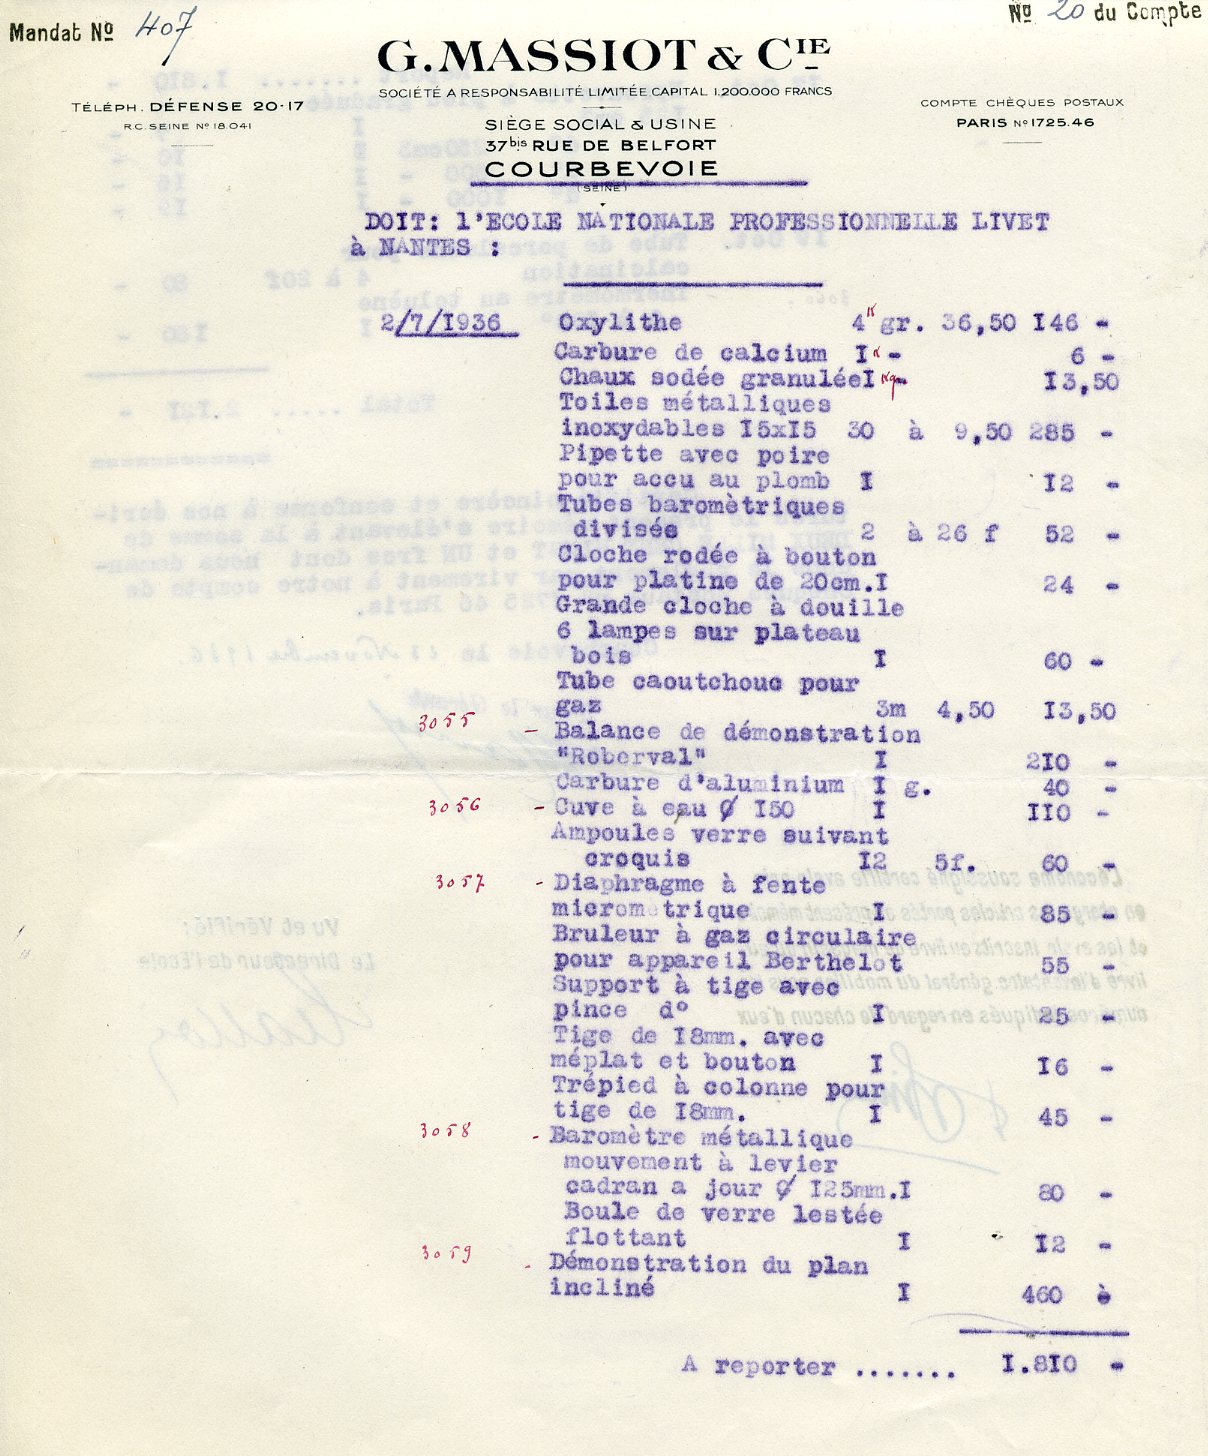 Mandat Nº 407
Nº 20 du Compte
G. MASSIOT & CIE
SOCIÉTÉ A RESPONSABILITÉ LIMITÉE CAPITAL 1.200.000 FRANCS
TÉLÉPH. DÉFENSE 20-17
R.C. SEINE Nº 18.041
COMPTE CHÈQUES POSTAUX
PARIS Nº 1725.46
SIÈGE SOCIAL & USINE
37bis RUE DE BELFORT
COURBEVOIE
(SEINE)
DOIT: l'ECOLE NATIONALE PROFESSIONNELLE LIVET
à NANTES :
2/7/I936 Oxylithe 4K gr. 36,50 I46 -
Carbure de calcium I K - 6 -
Chaux sodée granulée I Kg I3,50
Toiles métalliques
inoxydables I5xI5 30 à 9,50 285 -
Pipette avec poire
pour accu au plomb I I2 -
Tubes baromètriques
divisés 2 à 26 f 52 -
Cloche rodée à bouton
pour platine de 20cm. I 24 -
Grande cloche à douille
6 lampes sur plateau
bois I 60 -
Tube caoutchouc pour
gaz 3m 4,50 I3,50
3055 - Balance de démonstration
"Roberval" I 2I0 -
Carbure d'aluminium I g. 40 -
3056 - Cuve à eau Ø I50 I II0 -
Ampoules verre suivant
croquis I2 5f. 60 -
3057 - Diaphragme à fente
micrometrique I 85 -
Bruleur à gaz circulaire
pour appareil Berthelot 55 -
Support à tige avec
pince dº I 25 -
Tige de I8mm. avec
méplat et bouton I I6 -
Trépied à colonne pour
tige de I8mm. I 45 -
3058 - Baromètre métallique
mouvement à levier
cadran a jour Ø I25mm. I 80 -
Boule de verre lestée
flottant I I2 -
3059 - Démonstration du plan
incliné I 460 è
A reporter ....... I.8I0 -